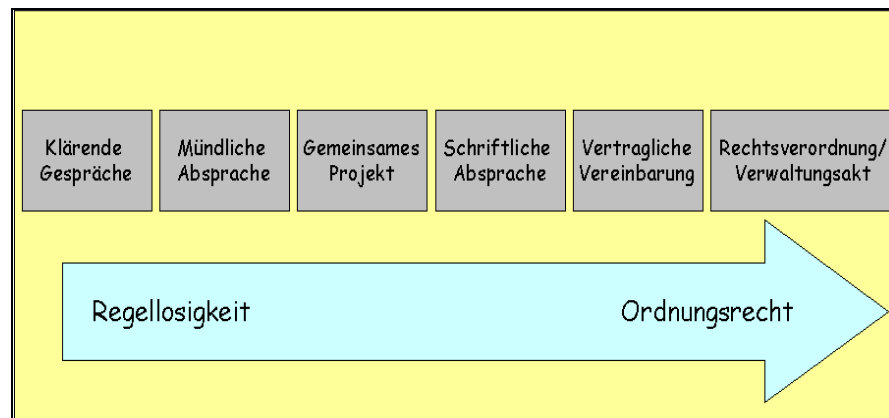 Klärende
Gespräche
Mündliche
Absprache
Gemeinsames
Projekt
Schriftliche
Absprache
Vertragliche
Vereinbarung
Rechtsverordnung/
Verwaltungsakt
Regellosigkeit
Ordnungsrecht